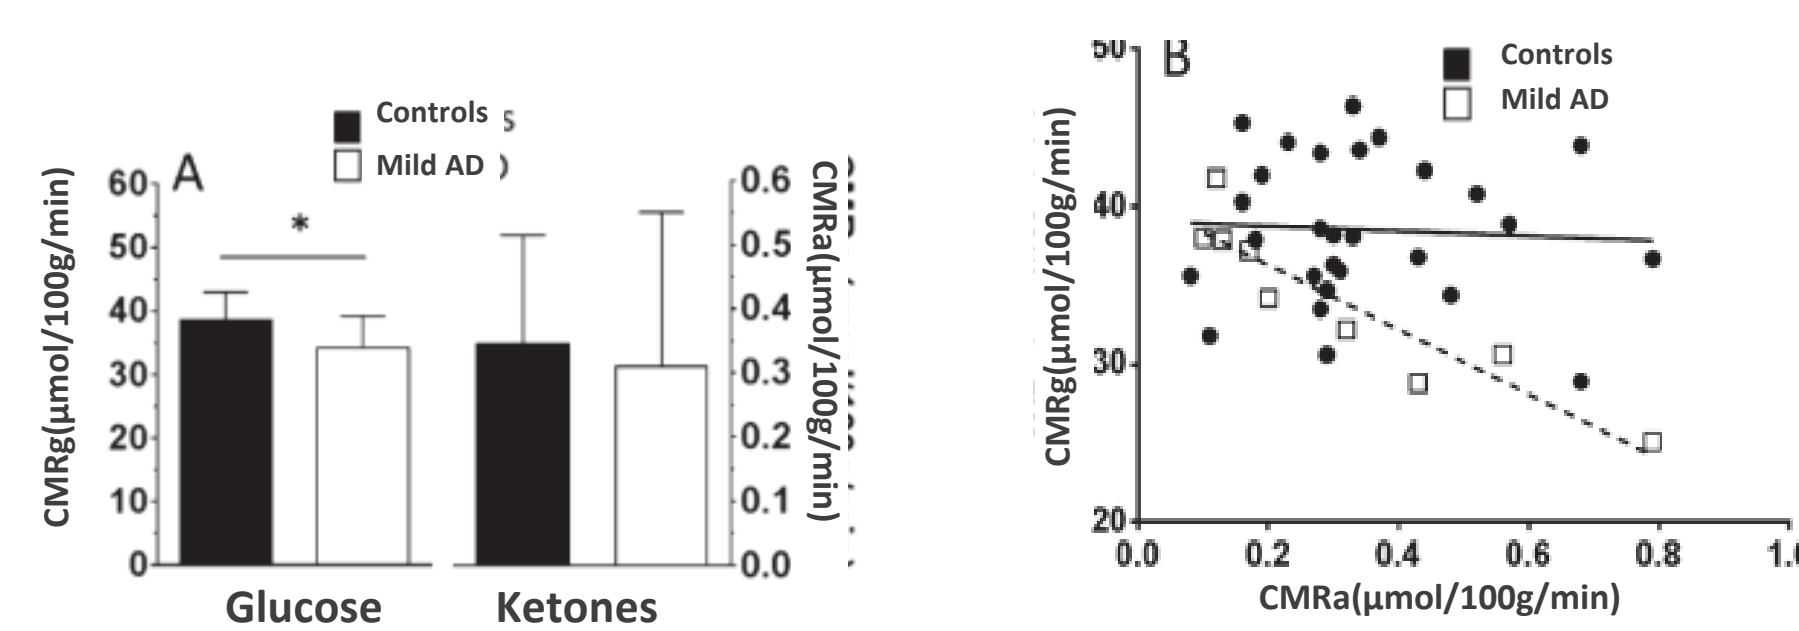 A
Controls
Mild AD
*
CMRg(µmol/100g/min)
60
50
40
30
20
10
0
0.6
0.5
0.4
0.3
0.2
0.1
0.0
CMRa(µmol/100g/min)
Glucose Ketones
B
Controls
Mild AD
CMRg(µmol/100g/min)
50
40
30
20
0.0 0.2 0.4 0.6 0.8
CMRa(µmol/100g/min)